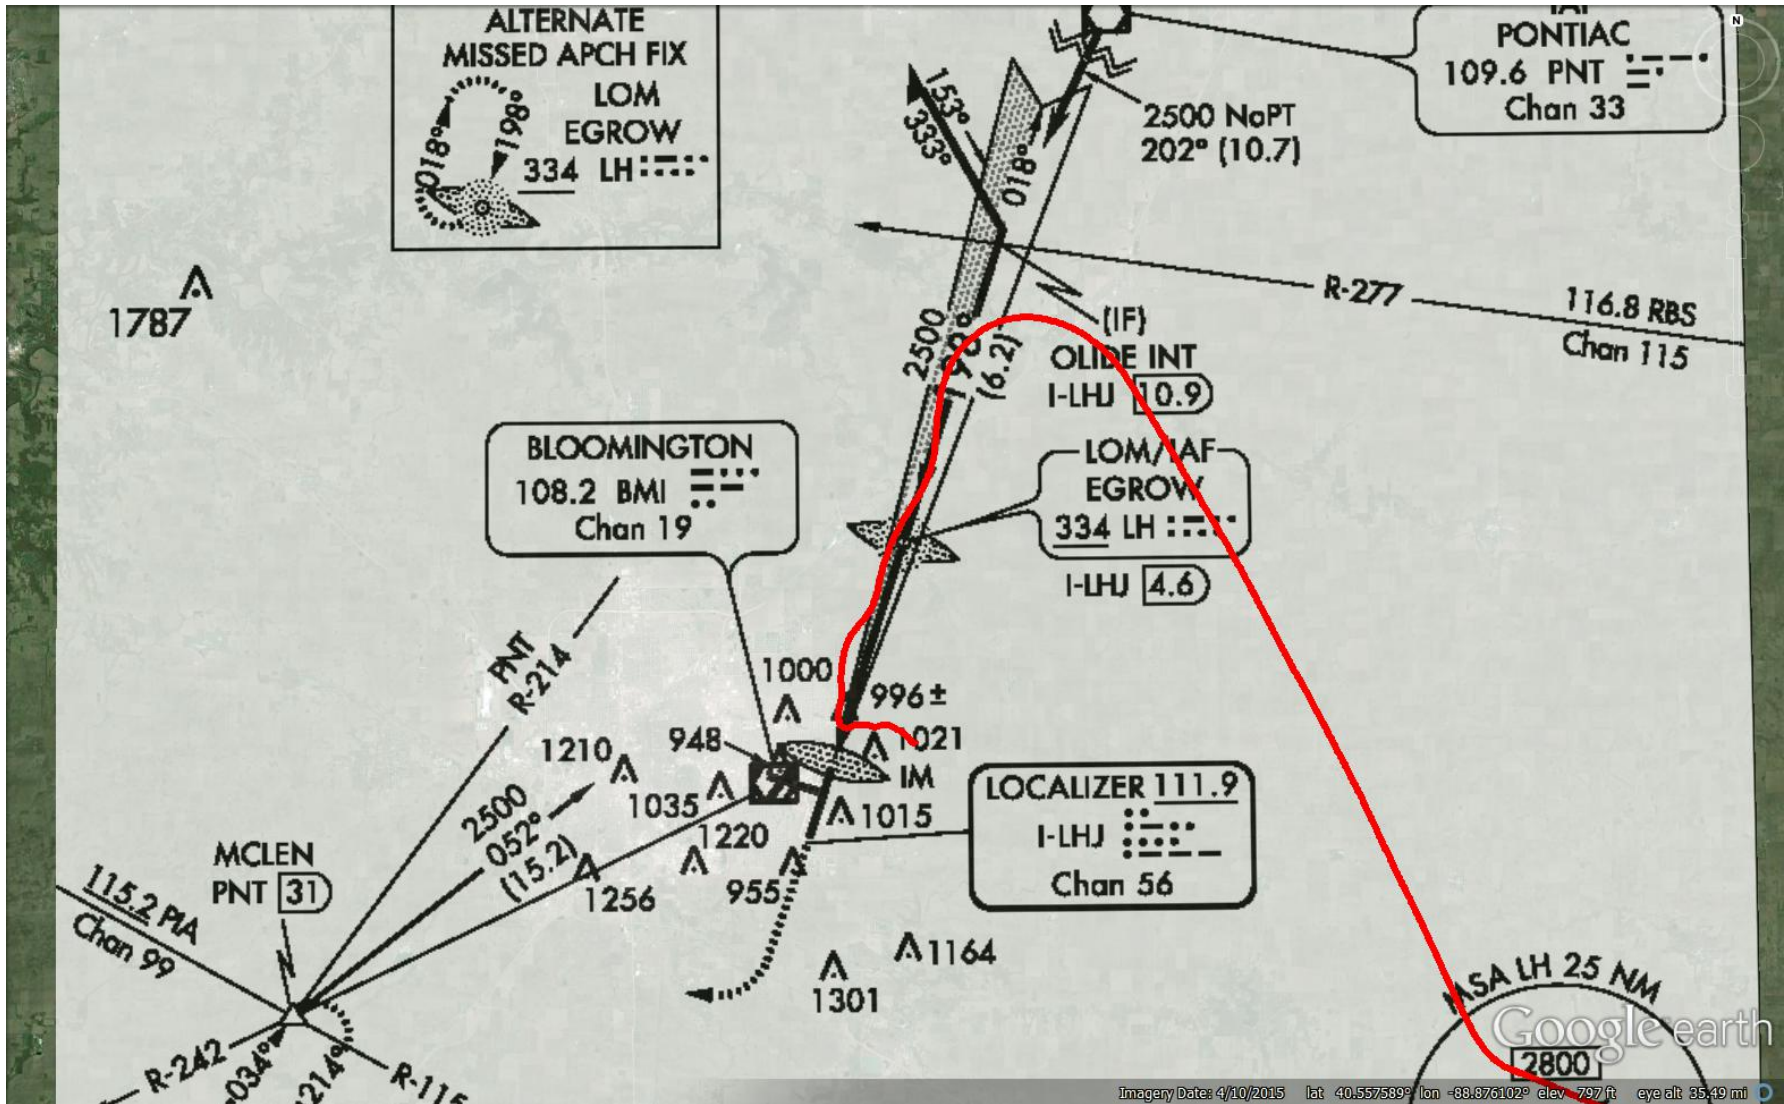 ALTERNATE
MISSED APCH FIX
LOM
EGROW
334 LH
018°
198°
IAF
PONTIAC
109.6 PNT
Chan 33
N
2500 NoPT
202° (10.7)
153°
333°
018°
1787
R-277
116.8 RBS
Chan 115
2500
198°
(6.2)
(IF)
OLIDE INT
I-LHJ 10.9
BLOOMINGTON
108.2 BMI
Chan 19
LOM/IAF
EGROW
334 LH
I-LHJ 4.6
PNT
R-214
1000
996±
1021
IM
948
1210
1035
1220
1015
955
1256
2500
052°
(15.2)
LOCALIZER 111.9
I-LHJ
Chan 56
MCLEN
PNT 31
115.2 PIA
Chan 99
1164
1301
MSA LH 25 NM
2800
R-242
034°
214°
R-115
Google earth
Imagery Date: 4/10/2015 lat 40.557589° lon -88.876102° elev 797 ft eye alt 35.49 mi